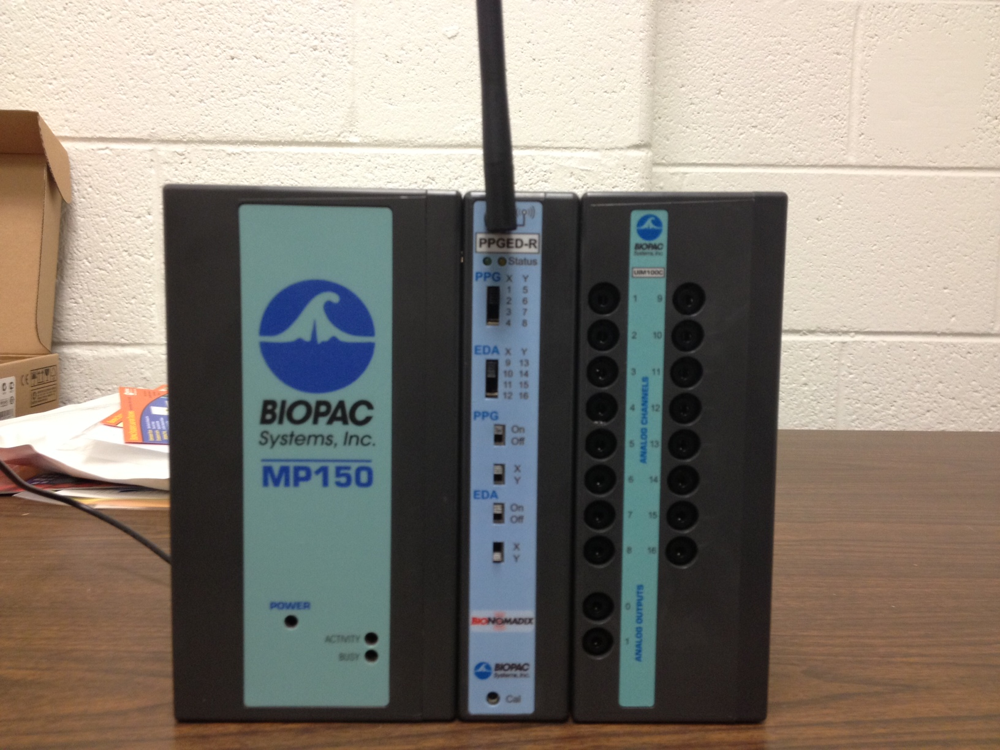 BIOPAC
Systems, Inc.
MP150
POWER
ACTIVITY
BUSY
PPGED-R
Status
PPG X Y
1 5
2 6
3 7
4 8
EDA X Y
9 13
10 14
11 15
12 16
PPG
On
Off
X
Y
EDA
On
Off
X
Y
BIONOMADIX
BIOPAC
Systems, Inc.
Cal
BIOPAC
Systems, Inc.
UIM100C
1 9
2 10
3 11
4 12
5 13
6 14
7 15
8 16
ANALOG CHANNELS
0
1
ANALOG OUTPUTS
CE